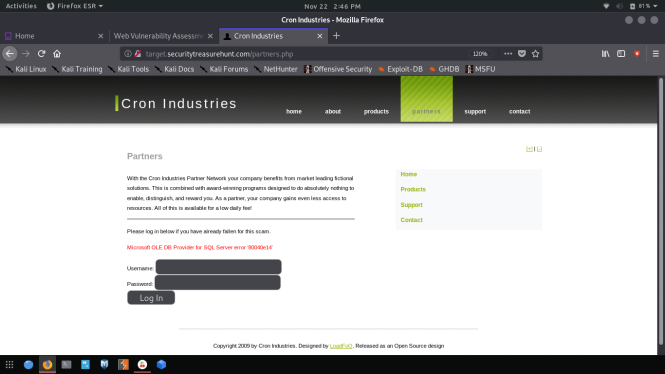 Activities Firefox ESR Nov 22 2:46 PM 81%
Cron Industries - Mozilla Firefox
Home Web Vulnerability Assessm Cron Industries
target.securitytreasurehunt.com/partners.php 120%
Kali Linux Kali Training Kali Tools Kali Docs Kali Forums NetHunter Offensive Security Exploit-DB GHDB MSFU
Cron Industries
home about products partners support contact
Partners
With the Cron Industries Partner Network your company benefits from market leading fictional
solutions. This is combined with award-winning programs designed to do absolutely nothing to
enable, distinguish, and reward you. As a partner, your company gains even less access to
resources. All of this is available for a low daily fee!
Please log in below if you have already fallen for this scam.
Microsoft OLE DB Provider for SQL Server error '80040e14'
Username:
Password:
Log In
Home
Products
Support
Contact
Copyright 2009 by Cron Industries. Designed by LoadFoO. Released as an Open Source design